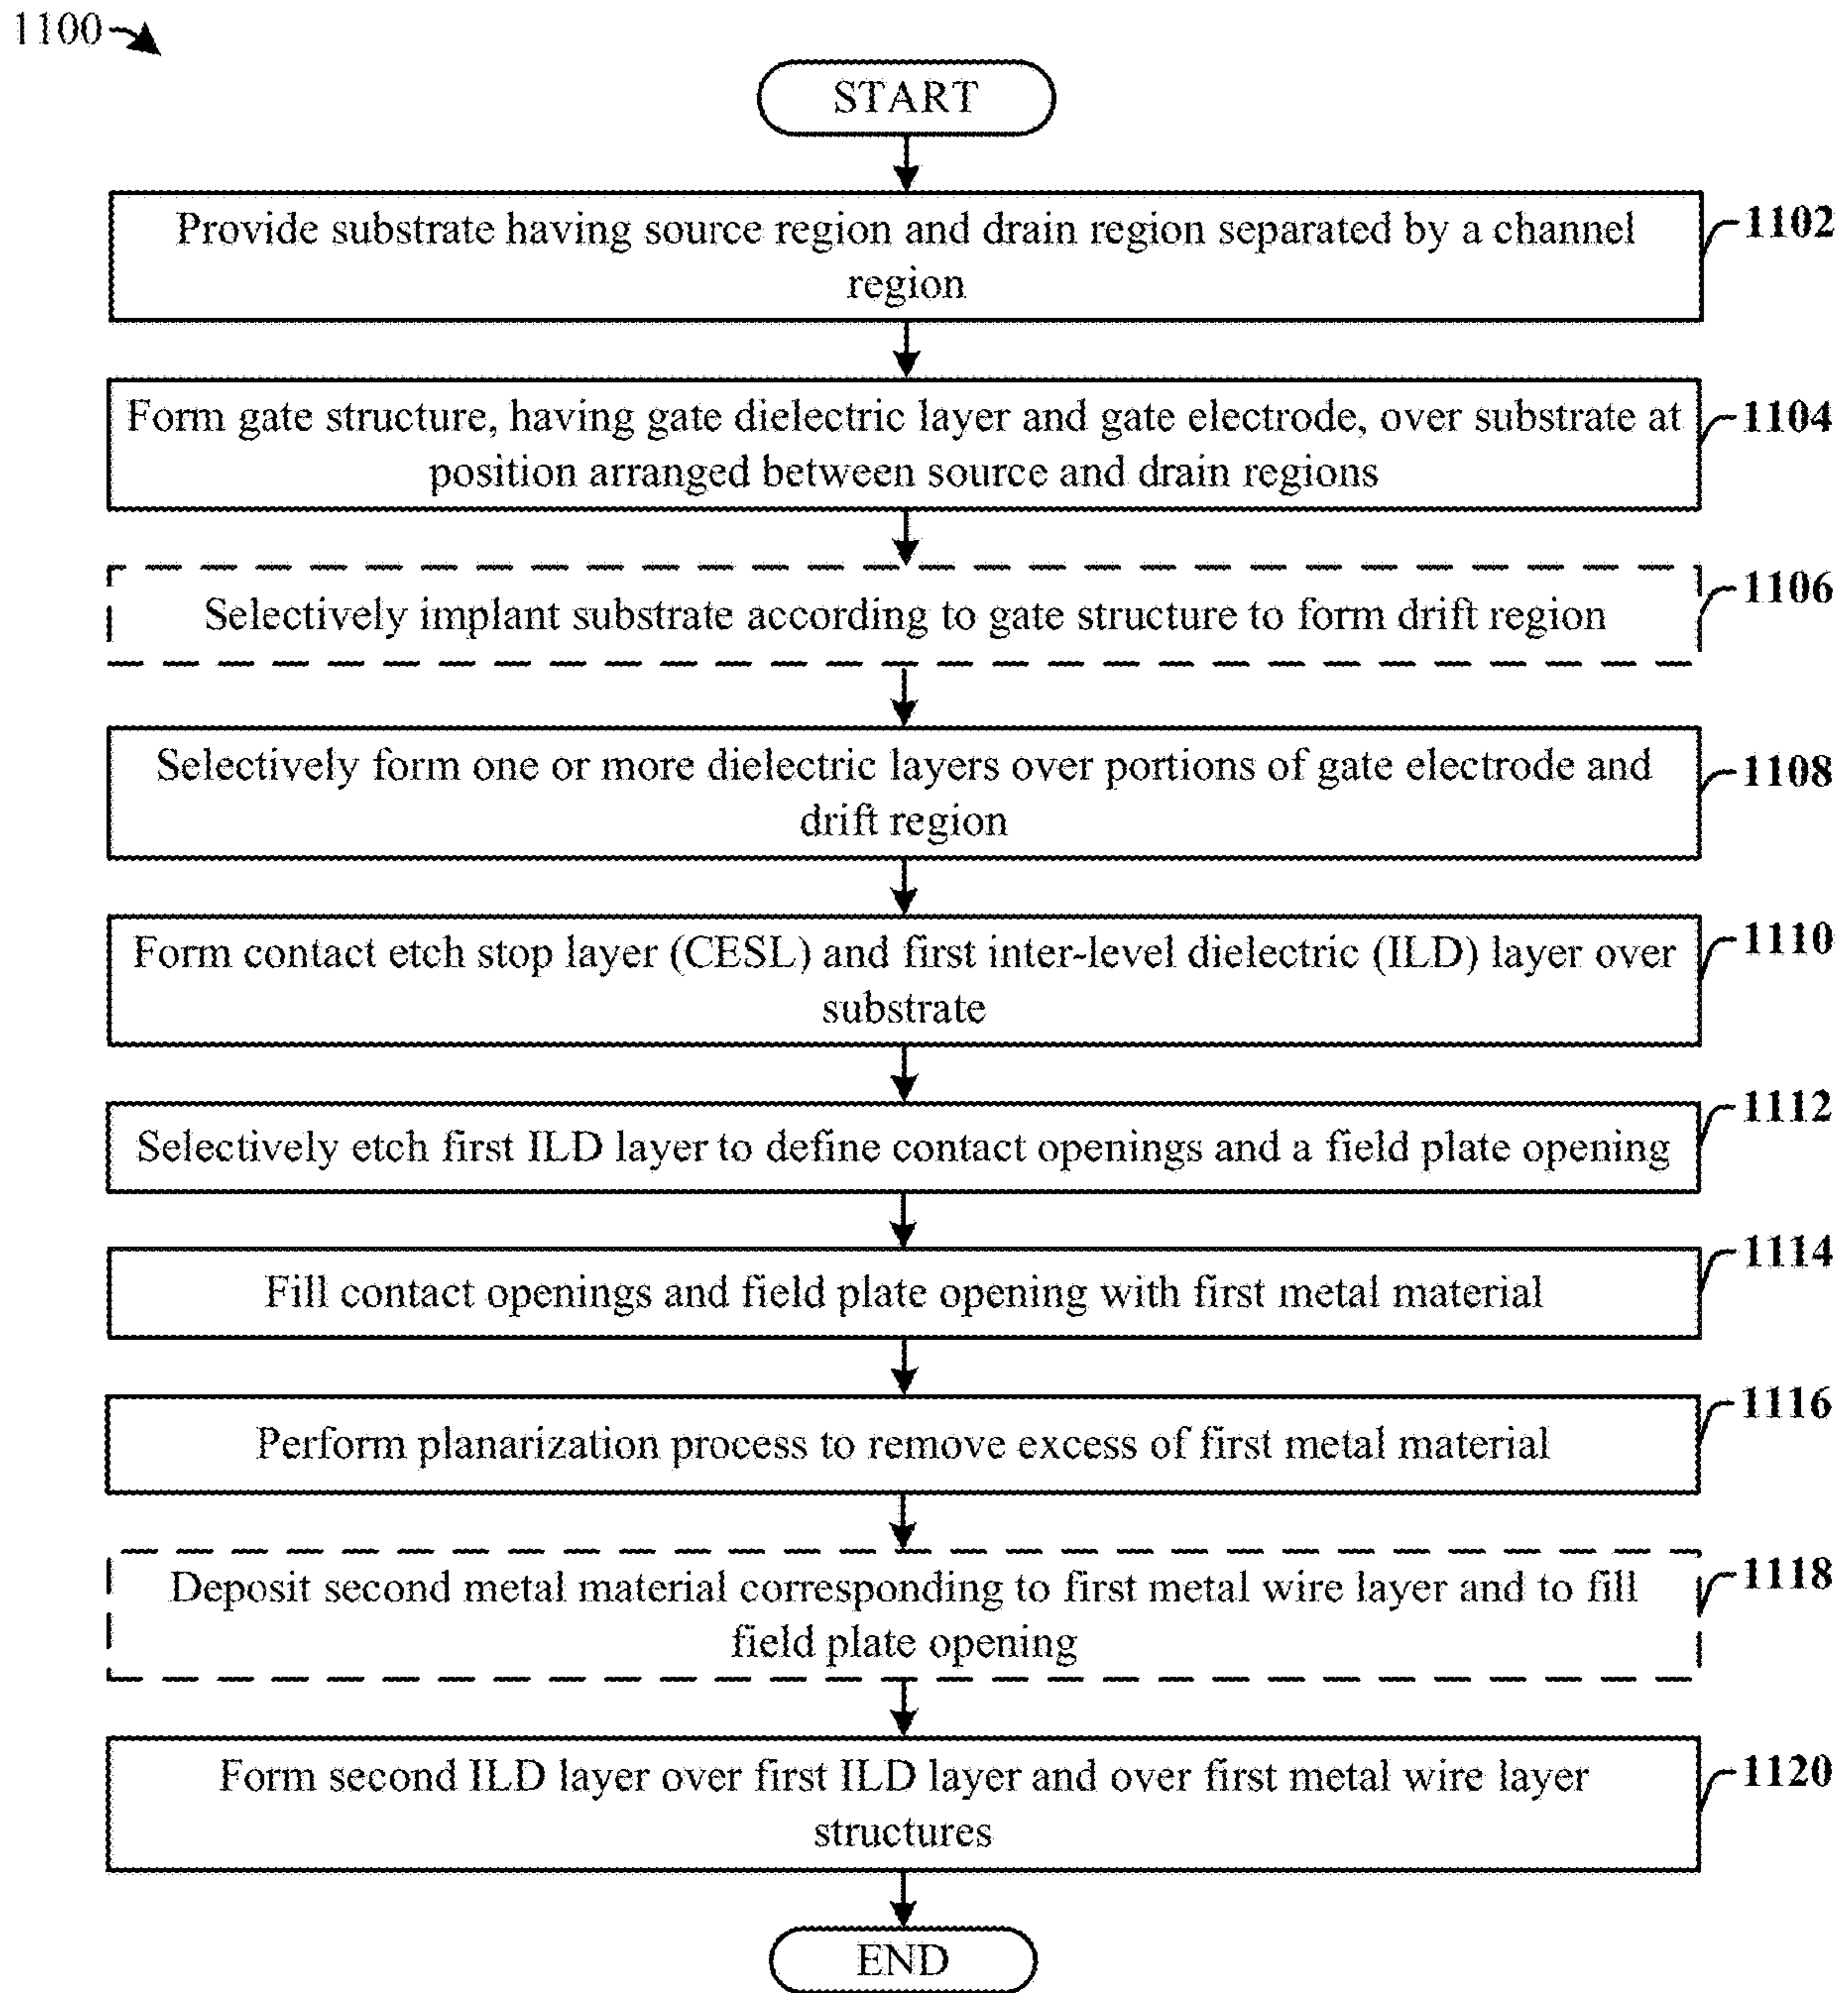 1100
START
Provide substrate having source region and drain region separated by a channel
region
1102
Form gate structure, having gate dielectric layer and gate electrode, over substrate at
position arranged between source and drain regions
1104
Selectively implant substrate according to gate structure to form drift region
1106
Selectively form one or more dielectric layers over portions of gate electrode and
drift region
1108
Form contact etch stop layer (CESL) and first inter-level dielectric (ILD) layer over
substrate
1110
Selectively etch first ILD layer to define contact openings and a field plate opening
1112
Fill contact openings and field plate opening with first metal material
1114
Perform planarization process to remove excess of first metal material
1116
Deposit second metal material corresponding to first metal wire layer and to fill
field plate opening
1118
Form second ILD layer over first ILD layer and over first metal wire layer
structures
1120
END